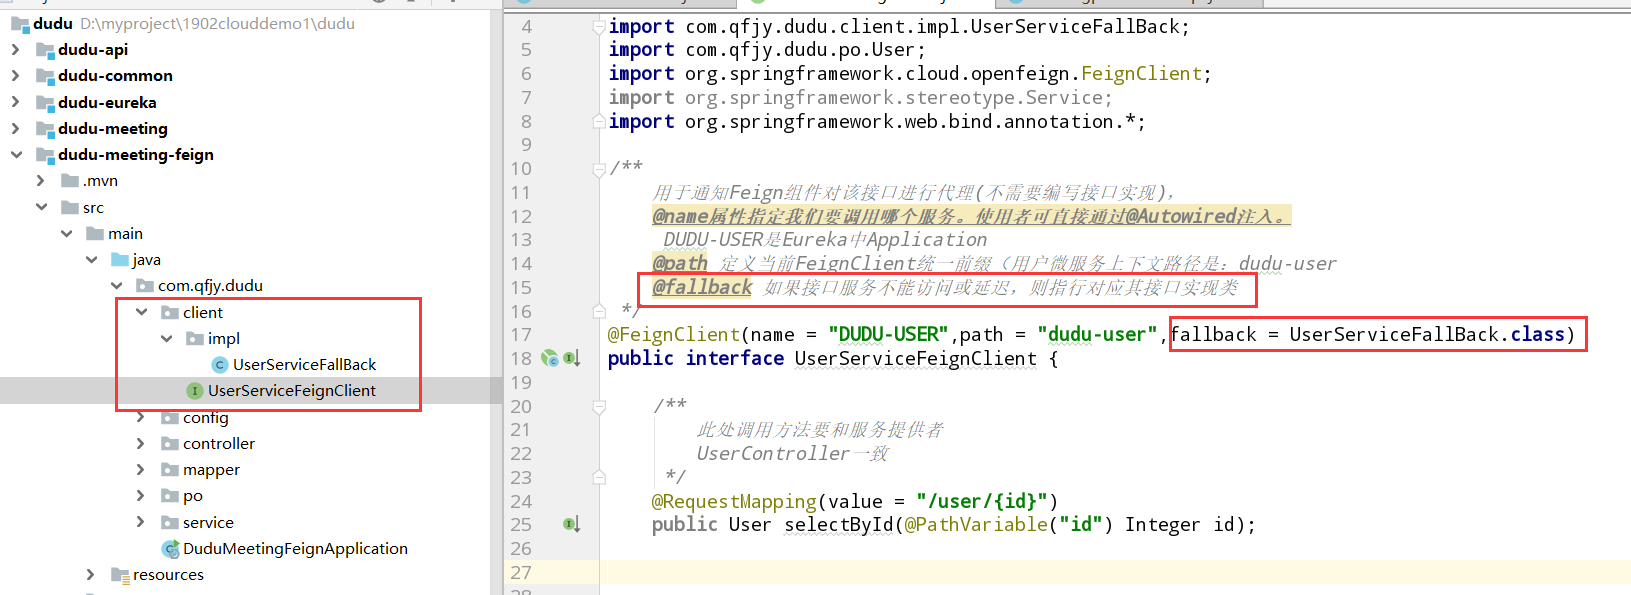 dudu D:\myproject\1902clouddemo1\dudu
dudu-api
dudu-common
dudu-eureka
dudu-meeting
dudu-meeting-feign
.mvn
src
main
java
com.qfjy.dudu
client
impl
UserServiceFallBack
UserServiceFeignClient
config
controller
mapper
po
service
DuduMeetingFeignApplication
resources
4 import com.qfjy.dudu.client.impl.UserServiceFallBack;
5 import com.qfjy.dudu.po.User;
6 import org.springframework.cloud.openfeign.FeignClient;
7 import org.springframework.stereotype.Service;
8 import org.springframework.web.bind.annotation.*;
9
10 /**
11 用于通知Feign组件对该接口进行代理(不需要编写接口实现),
12 @name属性指定我们要调用哪个服务。使用者可直接通过@Autowired注入。
13 DUDU-USER是Eureka中Application
14 @path 定义当前FeignClient统一前缀（用户微服务上下文路径是：dudu-user
15 @fallback 如果接口服务不能访问或延迟，则指行对应其接口实现类
16 */
17 @FeignClient(name = "DUDU-USER",path = "dudu-user",fallback = UserServiceFallBack.class)
18 public interface UserServiceFeignClient {
19
20 /**
21 此处调用方法要和服务提供者
22 UserController一致
23 */
24 @RequestMapping(value = "/user/{id}")
25 public User selectById(@PathVariable("id") Integer id);
26
27
28